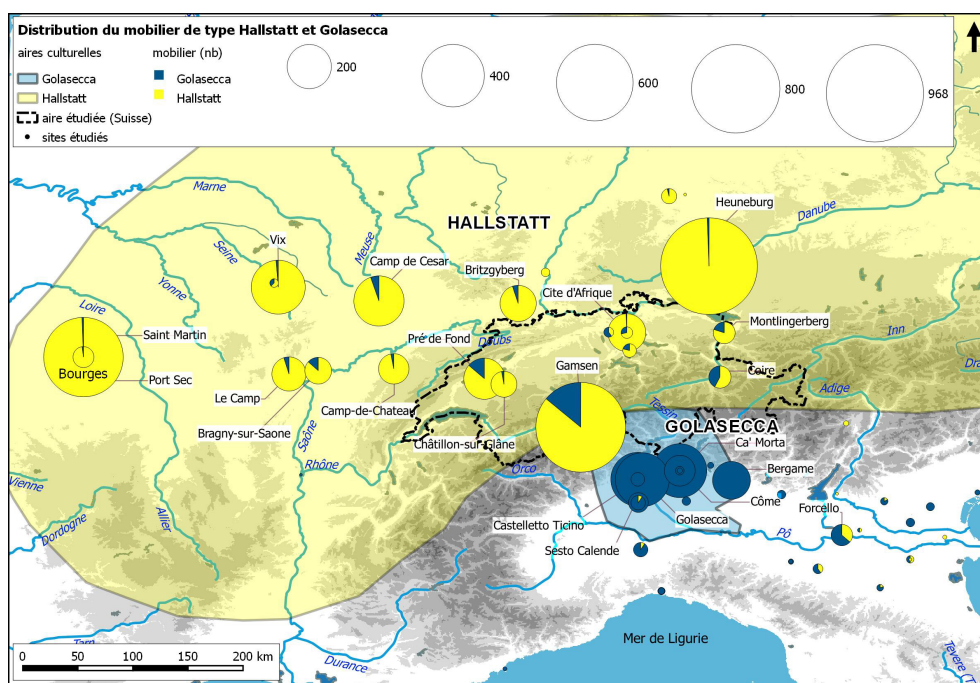 Distribution du mobilier de type Hallstatt et Golasecca
aires culturelles
Golasecca
Hallstatt
aire étudiée (Suisse)
sites étudiés
mobilier (nb)
Golasecca
Hallstatt
200
400
600
800
968
Marne
Seine
Yonne
Loire
Meuse
HALLSTATT
Heuneburg
Danube
Vix
Camp de Cesar
Britzgyberg
Cite d'Afrique
Saint Martin
Bourges
Port Sec
Doubs
Pré de Fond
Montlingerberg
Inn
Le Camp
Bragny-sur-Saone
Camp-de-Chateau
Châtillon-sur-Glâne
Gamsen
Coire
Adige
Tessin
GOLASECCA
Ca' Morta
Saône
Rhône
Orco
Bergame
Vienne
Dordogne
Allier
Castelletto Ticino
Golasecca
Côme
Forcello
Sesto Calende
Pô
Mer de Ligurie
Tarn
Durance
0 50 100 150 200 km